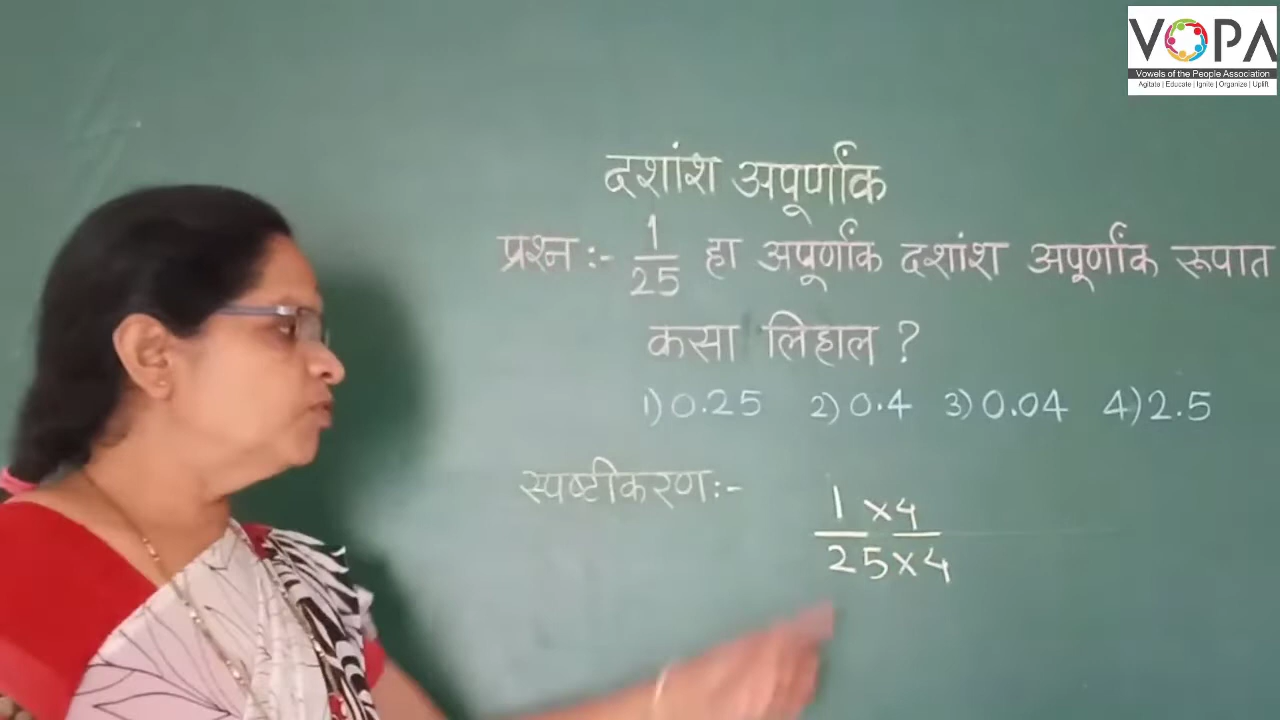 VOPA
Vowels of the People Association
Agitate | Educate | Ignite | Organize | Uplift
दशांश अपूर्णांक
प्रश्न :- 1/25 हा अपूर्णांक दशांश अपूर्णांक रूपात
कसा लिहाल ?
1) 0.25 2) 0.4 3) 0.04 4) 2.5
स्पष्टीकरण :-
1 × 4
25 × 4